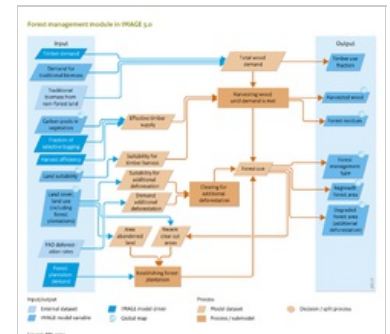 Forest management module in IMAGE 3.0
Input
Output
Timber demand
Demand for
traditional biomass
Traditional
biomass from
non-forest land
Carbon pools in
vegetation
Fraction of
selective logging
Harvest efficiency
Land suitability
Land cover,
land use
(including
forest
plantations)
FAO deforest-
ation rates
Forest
plantation
demand
Total wood
demand
Effective timber
supply
Suitability for
timber harvest
Suitability for
additional
deforestation
Demand
additional
deforestation
Area
abandoned
land
Recent
clear cut
areas
Harvesting wood
until demand is met
Forest use
Clearing for
additional
deforestation
Establishing forest
plantation
Timber use
fraction
Harvested wood
Forest residues
Forest
management
type
Regrowth
forest area
Degraded
forest area
(additional
deforestation)
Input/output
External dataset
IMAGE model variable
IMAGE model driver
Global map
Process
Model dataset
Process / submodel
Decision / split process